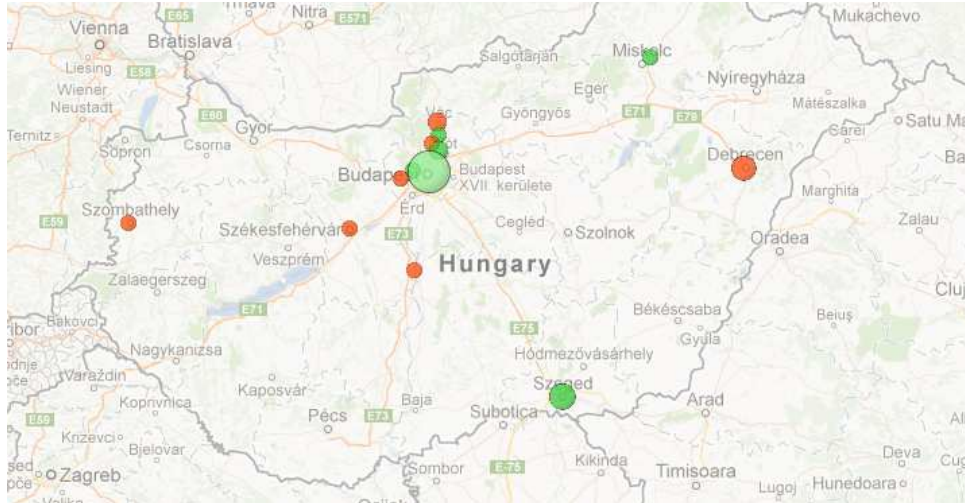 E65
Trnava
Nitra
E571
Mukachevo
Vienna
Bratislava
Salgótarján
Miskolc
Liesing
E58
Nyíregyháza
Wiener
Neustadt
Eger
Mátészalka
Gyöngyös
E71
E79
Vác
E60
Győr
Ternitz
Sopron
Csorna
Carei
Satu Ma
Debrecen
Budapest
XVII. kerülete
Marghita
Szombathely
Érd
Cegléd
Zalau
E59
Székesfehérvár
E73
Szolnok
Oradea
Veszprém
Hungary
Zalaegerszeg
Cluj
E71
Békéscsaba
Beiuș
Bakovci
E75
Gyula
Nagykanizsa
Hódmezővásárhely
Varaždin
Kaposvár
Szeged
Koprivnica
Baja
Subotica
Arad
E59
Pécs
E73
Križevci
Bjelovar
Deva
Zagreb
Sombor
E-75
Kikinda
Timisoara
Lugoj
Hunedoara